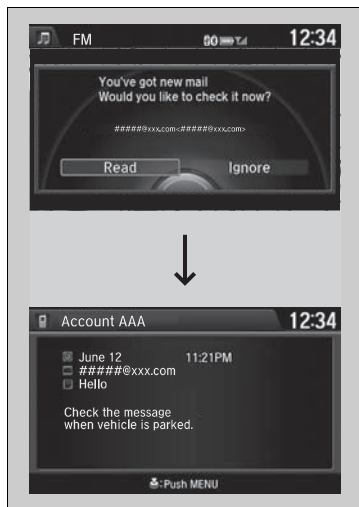 FM 12:34
You've got new mail
Would you like to check it now?
#####@xxx.com<#####@xxx.com>
Read Ignore
Account AAA 12:34
June 12 11:21PM
#####@xxx.com
Hello
Check the message
when vehicle is parked.
:Push MENU